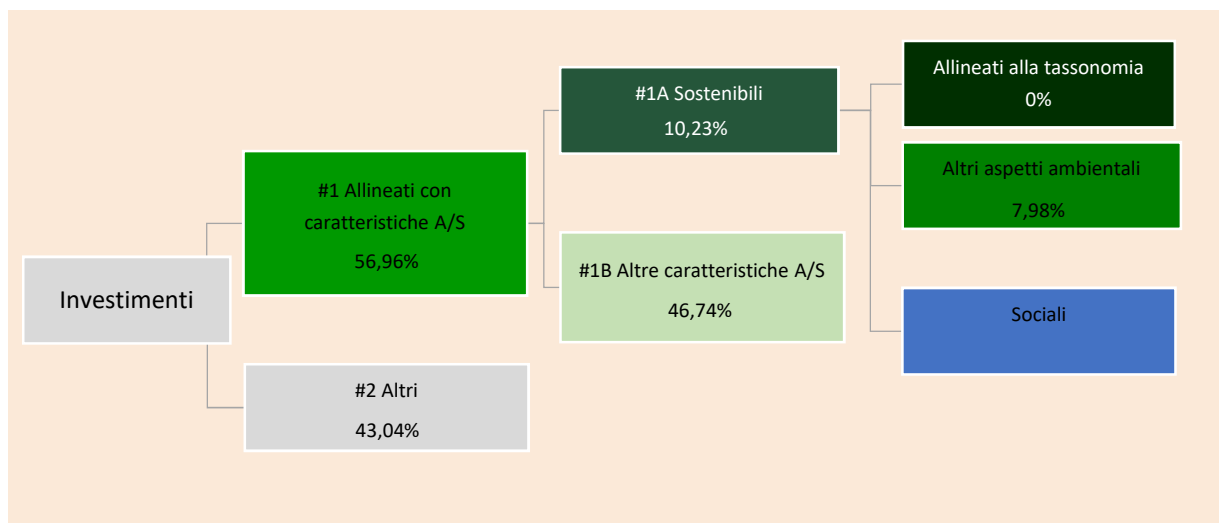 Investimenti
#1 Allineati con
caratteristiche A/S
56,96%
#2 Altri
43,04%
#1A Sostenibili
10,23%
#1B Altre caratteristiche A/S
46,74%
Allineati alla tassonomia
0%
Altri aspetti ambientali
7,98%
Sociali